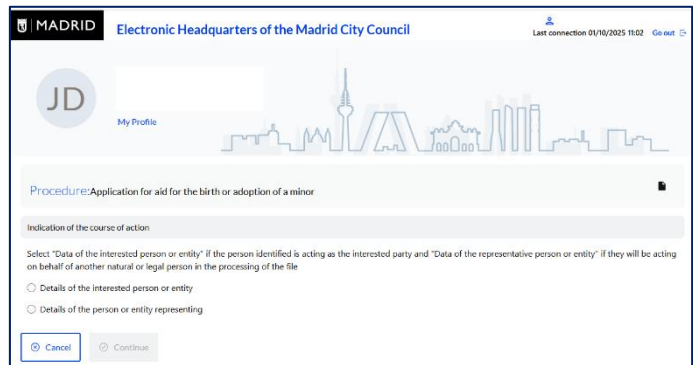 MADRID
Electronic Headquarters of the Madrid City Council
Last connection 01/10/2025 11:02 Go out
JD
My Profile
Procedure:Application for aid for the birth or adoption of a minor
Indication of the course of action
Select "Data of the interested person or entity" if the person identified is acting as the interested party and "Data of the representative person or entity" if they will be acting
on behalf of another natural or legal person in the processing of the file
Details of the interested person or entity
Details of the person or entity representing
Cancel
Continue